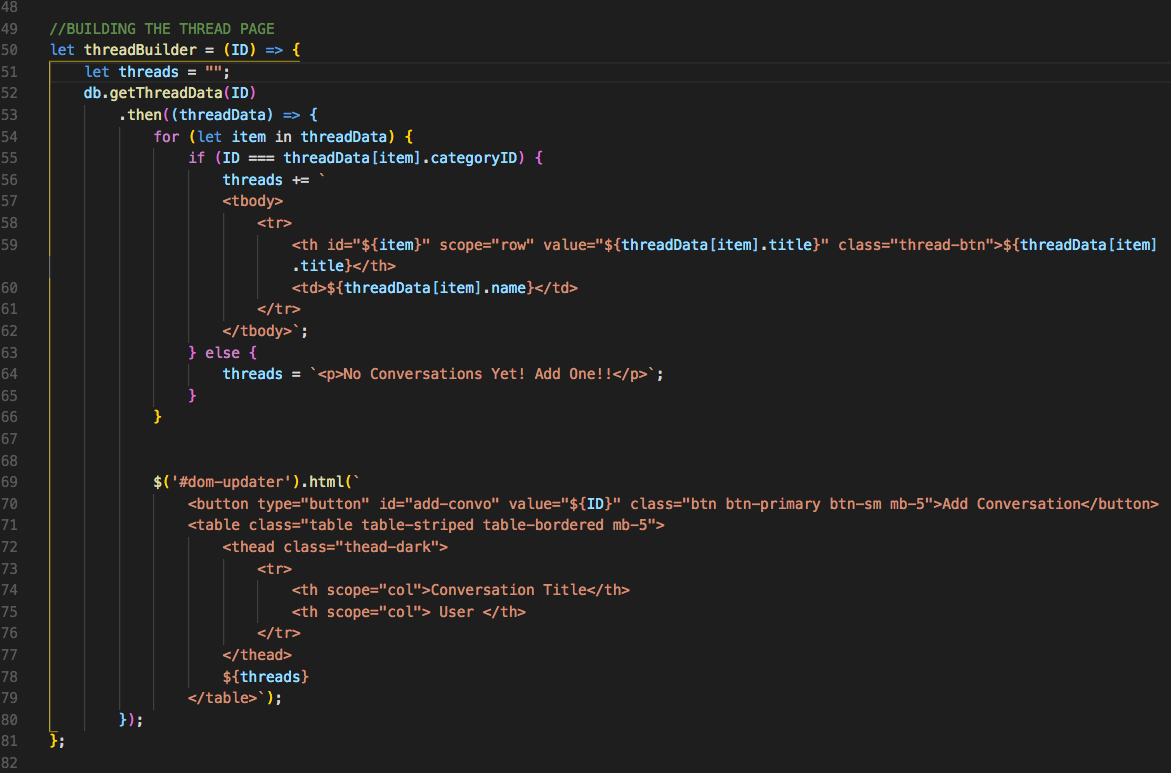 48
49 //BUILDING THE THREAD PAGE
50 let threadBuilder = (ID) => {
51     let threads = "";
52     db.getThreadData(ID)
53         .then((threadData) => {
54             for (let item in threadData) {
55                 if (ID === threadData[item].categoryID) {
56                     threads += `
57                     <tbody>
58                         <tr>
59                             <th id="${item}" scope="row" value="${threadData[item].title}" class="thread-btn">${threadData[item]
                             .title}</th>
60                             <td>${threadData[item].name}</td>
61                         </tr>
62                     </tbody>`;
63                 } else {
64                     threads = `<p>No Conversations Yet! Add One!!</p>`;
65                 }
66             }
67
68
69             $('#dom-updater').html(`
70                 <button type="button" id="add-convo" value="${ID}" class="btn btn-primary btn-sm mb-5">Add Conversation</button>
71                 <table class="table table-striped table-bordered mb-5">
72                     <thead class="thead-dark">
73                         <tr>
74                             <th scope="col">Conversation Title</th>
75                             <th scope="col"> User </th>
76                         </tr>
77                     </thead>
78                     ${threads}
79                 </table>`);
80         });
81 };
82